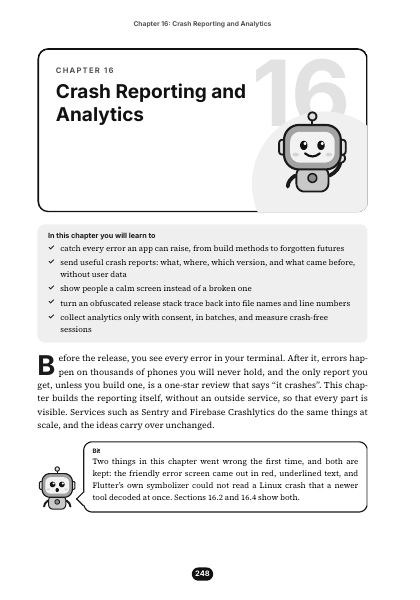 Chapter 16: Crash Reporting and Analytics
CHAPTER 16
16
Crash Reporting and
Analytics
In this chapter you will learn to
✓ catch every error an app can raise, from build methods to forgotten futures
✓ send useful crash reports: what, where, which version, and what came before,
without user data
✓ show people a calm screen instead of a broken one
✓ turn an obfuscated release stack trace back into file names and line numbers
✓ collect analytics only with consent, in batches, and measure crash-free
sessions
Before the release, you see every error in your terminal. After it, errors hap-
pen on thousands of phones you will never hold, and the only report you
get, unless you build one, is a one-star review that says “it crashes”. This chap-
ter builds the reporting itself, without an outside service, so that every part is
visible. Services such as Sentry and Firebase Crashlytics do the same things at
scale, and the ideas carry over unchanged.
Bit
Two things in this chapter went wrong the first time, and both are
kept: the friendly error screen came out in red, underlined text, and
Flutter’s own symbolizer could not read a Linux crash that a newer
tool decoded at once. Sections 16.2 and 16.4 show both.
248